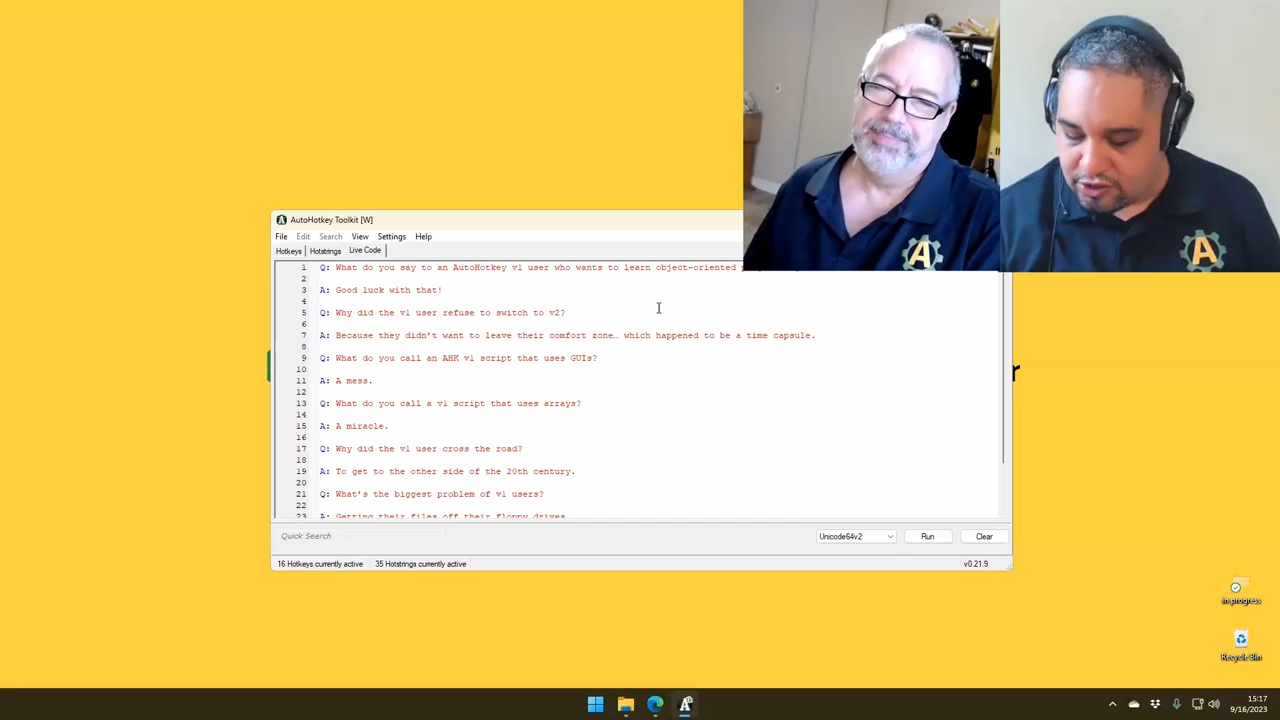 AutoHotkey Toolkit [W]
File Edit Search View Settings Help
Hotkeys Hotstrings Live Code
1 Q: What do you say to an AutoHotkey v1 user who wants to learn object-oriented
2
3 A: Good luck with that!
4
5 Q: Why did the v1 user refuse to switch to v2?
6
7 A: Because they didn't want to leave their comfort zone… which happened to be a time capsule.
8
9 Q: What do you call an AHK v1 script that uses GUIs?
10
11 A: A mess.
12
13 Q: What do you call a v1 script that uses arrays?
14
15 A: A miracle.
16
17 Q: Why did the v1 user cross the road?
18
19 A: To get to the other side of the 20th century.
20
21 Q: What's the biggest problem of v1 users?
22
23 A: Getting their files off their floppy drives
Quick Search
Unicode64v2 Run Clear
16 Hotkeys currently active 35 Hotstrings currently active v0.21.9
r
A
A
in progress
Recycle Bin
15:17
9/16/2023